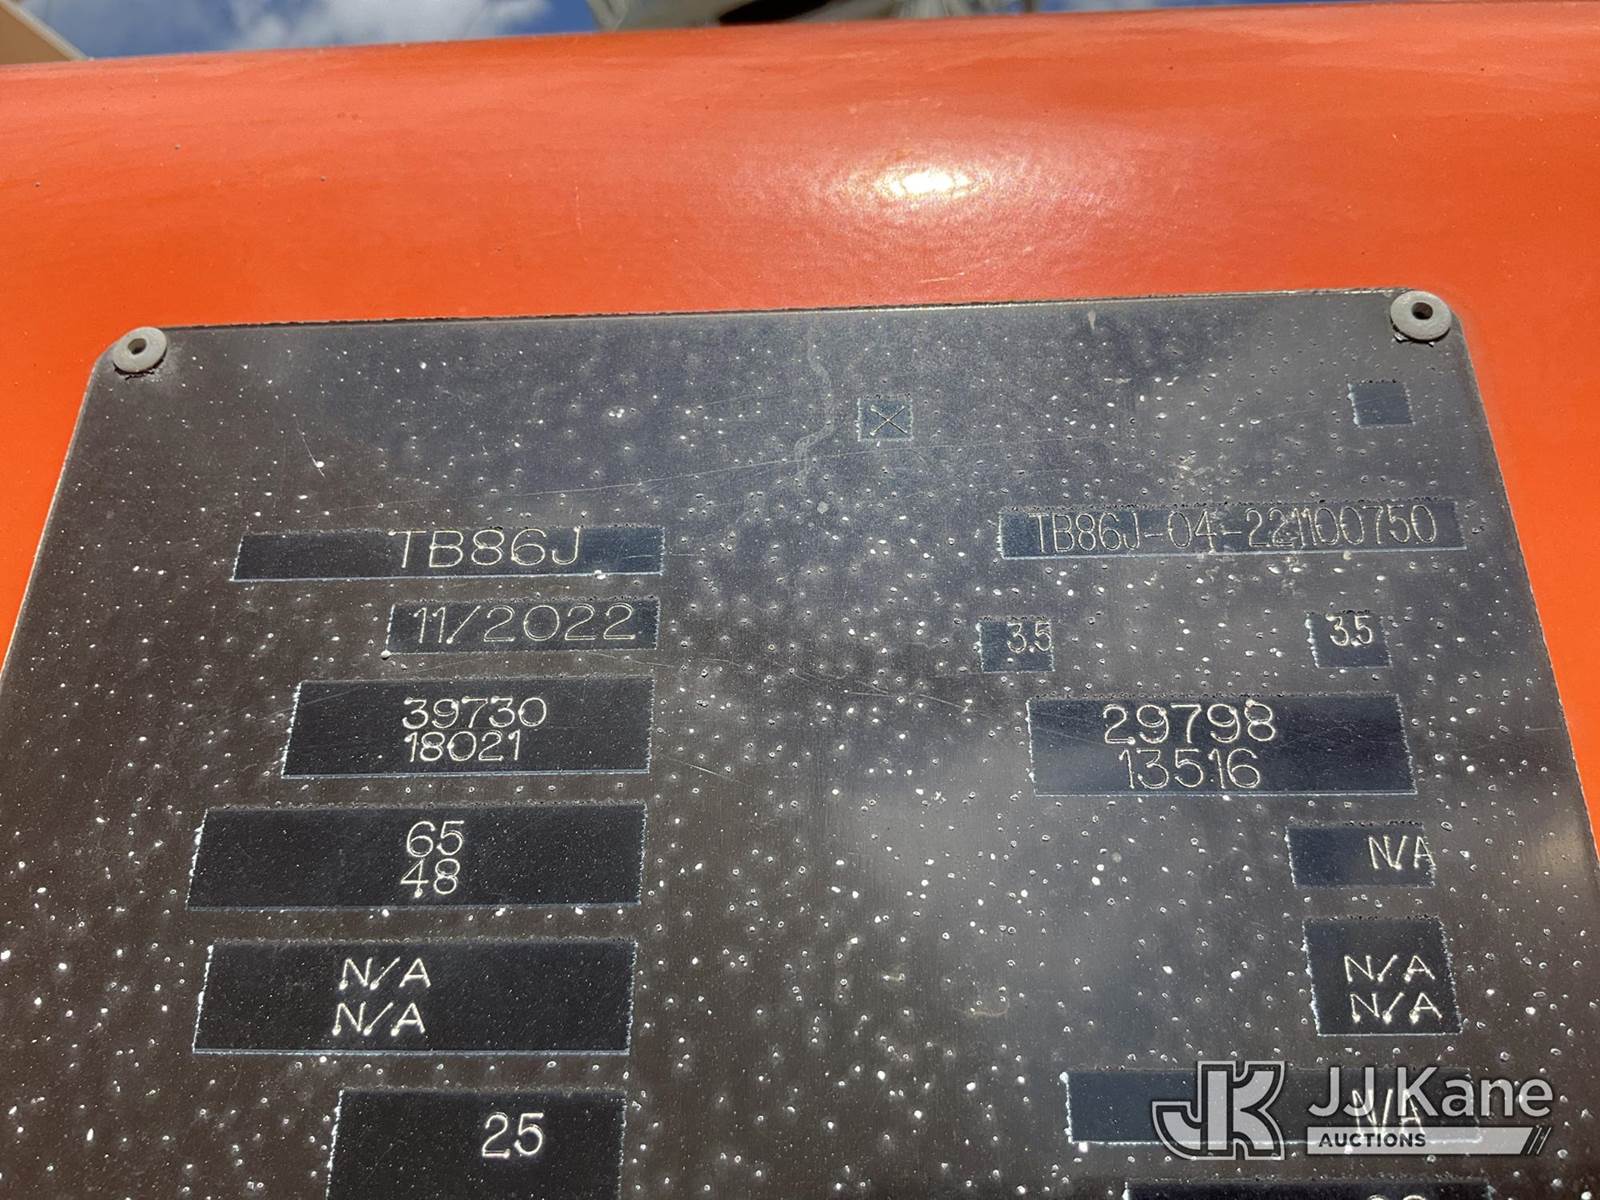 X
TB86J
TB86J-04-221100750
11/2022
3.5
3.5
39730
18021
29798
13516
65
48
N/A
N/A
N/A
N/A
N/A
25
N/A
JJ Kane
AUCTIONS